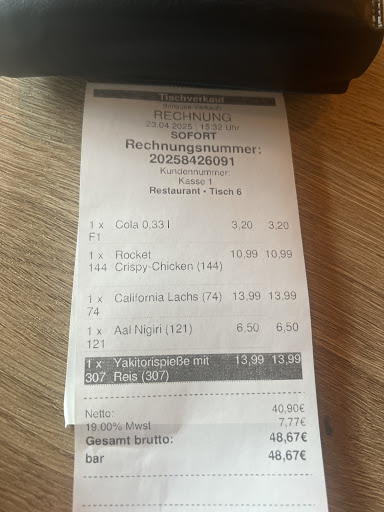 Tischverkauf
RECHNUNG
23.04.2025 | 15:32 Uhr
SOFORT
Rechnungsnummer:
20258426091
Kundennummer:
Kasse 1
Restaurant • Tisch 6
1 x Cola 0,33 l 3,20 3,20
F1
1 x Rocket 10,99 10,99
144 Crispy-Chicken (144)
1 x California Lachs (74) 13,99 13,99
74
1 x Aal Nigiri (121) 6,50 6,50
121
1 x Yakitorispieße mit 13,99 13,99
307 Reis (307)
Netto: 40,90€
19.00% Mwst 7,77€
Gesamt brutto: 48,67€
bar 48,67€